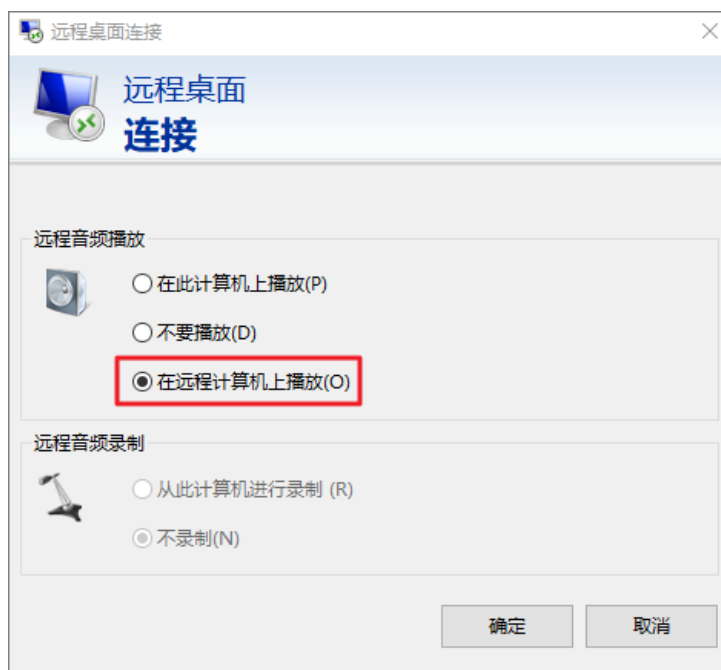 远程桌面连接
远程桌面
连接
远程音频播放
在此计算机上播放(P)
不要播放(D)
在远程计算机上播放(O)
远程音频录制
从此计算机进行录制 (R)
不录制(N)
确定
取消